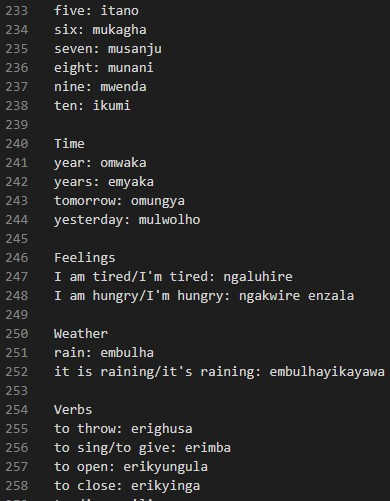 233 five: itano
234 six: mukagha
235 seven: musanju
236 eight: munani
237 nine: mwenda
238 ten: ikumi
239
240 Time
241 year: omwaka
242 years: emyaka
243 tomorrow: omungya
244 yesterday: mulwolho
245
246 Feelings
247 I am tired/I'm tired: ngaluhire
248 I am hungry/I'm hungry: ngakwire enzala
249
250 Weather
251 rain: embulha
252 it is raining/it's raining: embulhayikayawa
253
254 Verbs
255 to throw: erighusa
256 to sing/to give: erimba
257 to open: erikyungula
258 to close: erikyinga